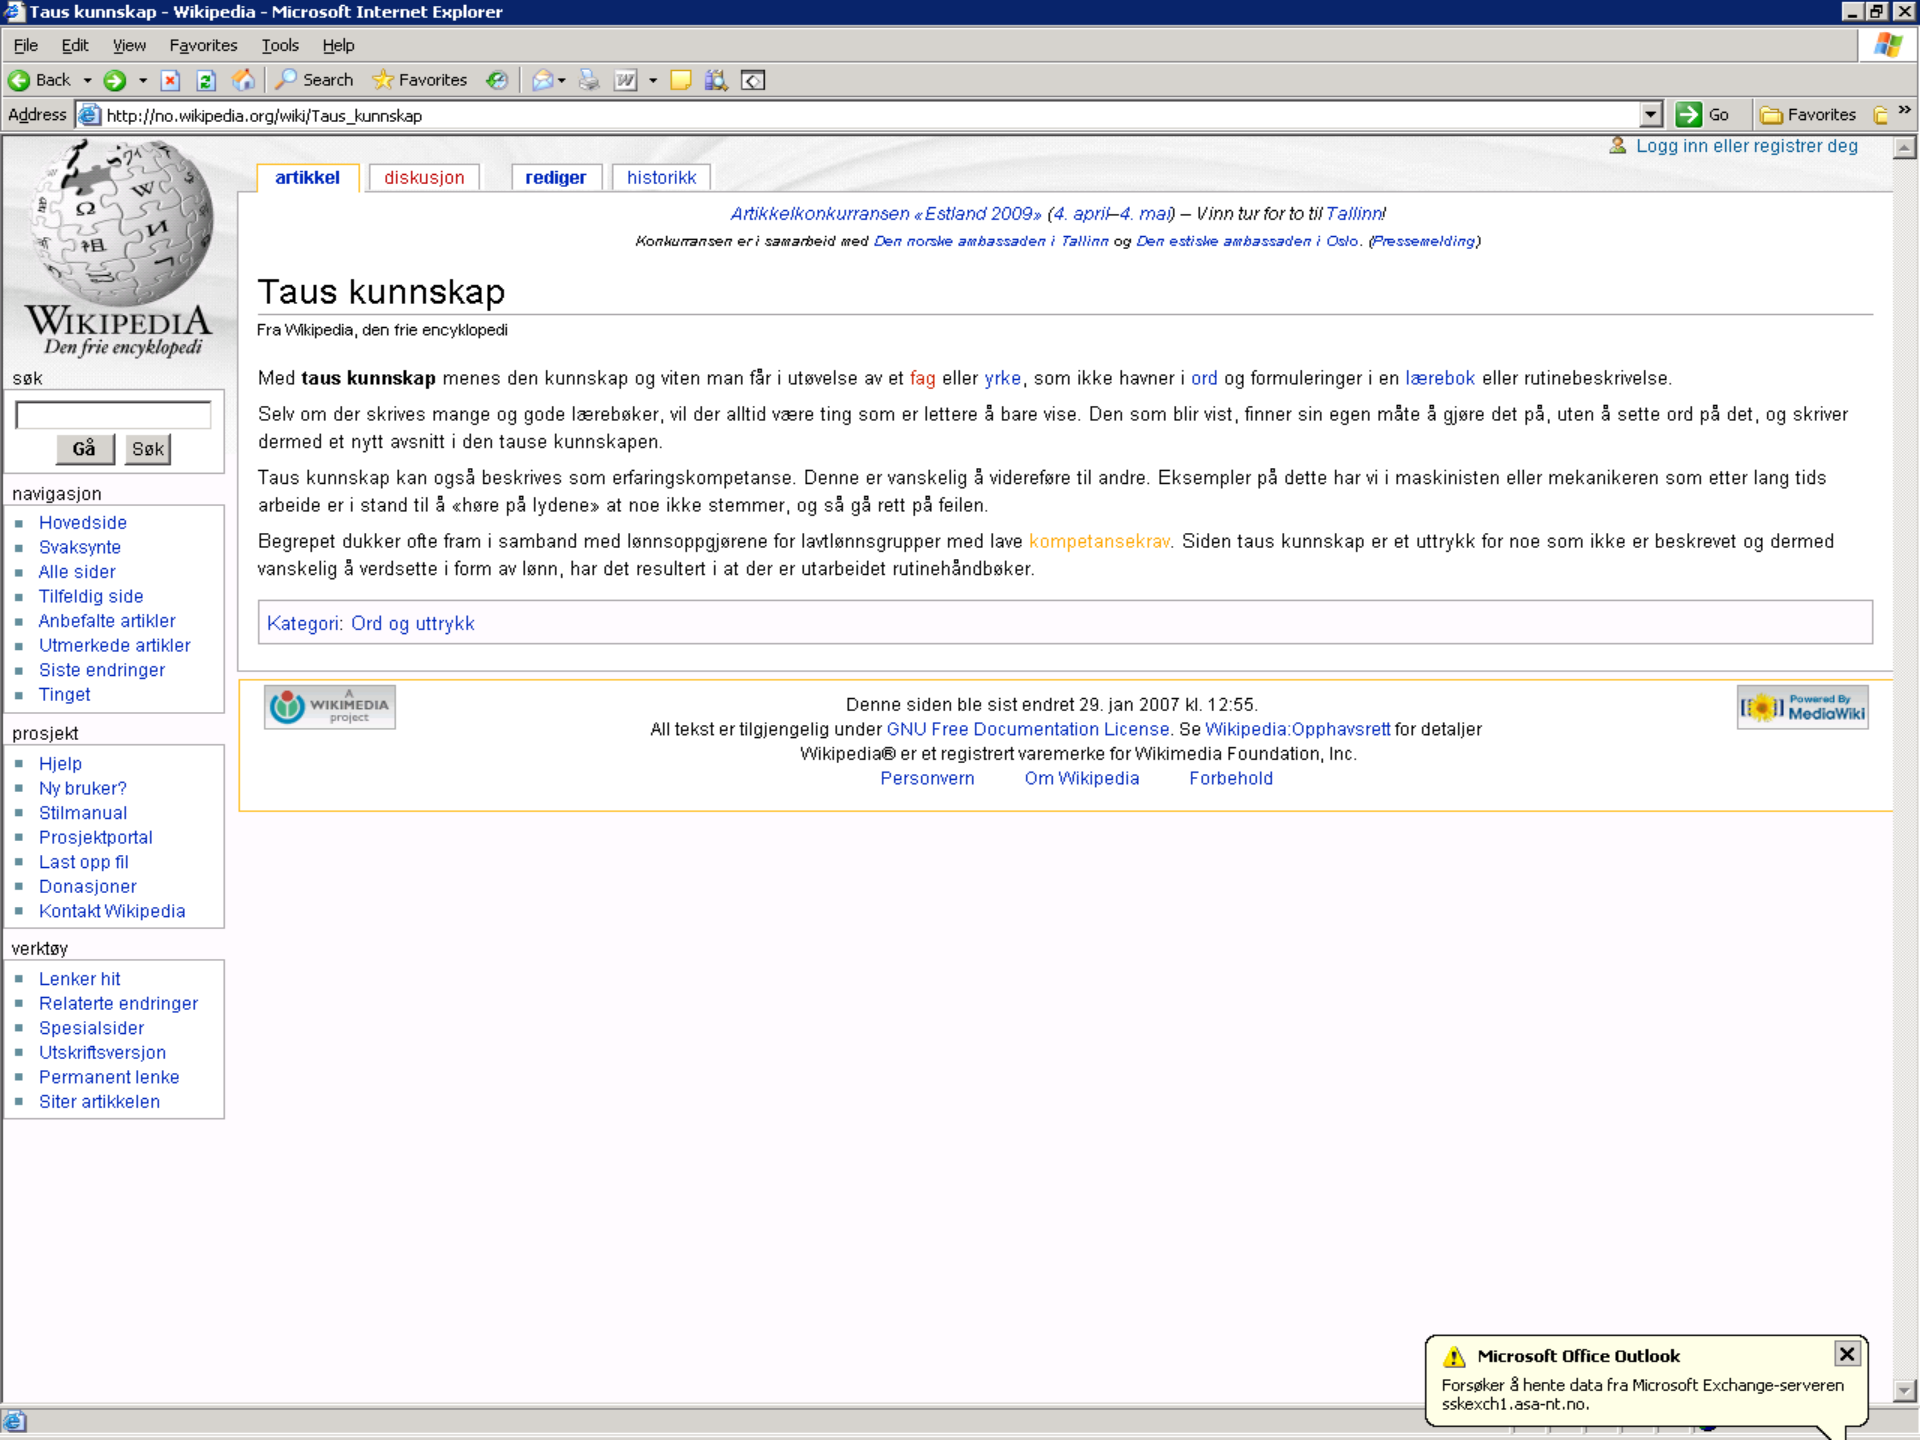 Taus kunnskap - Wikipedia - Microsoft Internet Explorer
File Edit View Favorites Tools Help
Back Search Favorites
Address http://no.wikipedia.org/wiki/Taus_kunnskap Go Favorites »
WIKIPEDIA
Den frie encyklopedi
søk
Gå Søk
navigasjon
Hovedside
Svaksynte
Alle sider
Tilfeldig side
Anbefalte artikler
Utmerkede artikler
Siste endringer
Tinget
prosjekt
Hjelp
Ny bruker?
Stilmanual
Prosjektportal
Last opp fil
Donasjoner
Kontakt Wikipedia
verktøy
Lenker hit
Relaterte endringer
Spesialsider
Utskriftsversjon
Permanent lenke
Siter artikkelen
Logg inn eller registrer deg
artikkel diskusjon rediger historikk
Artikkelkonkurransen «Estland 2009» (4. april–4. mai) – Vinn tur for to til Tallinn!
Konkurransen er i samarbeid med Den norske ambassaden i Tallinn og Den estiske ambassaden i Oslo. (Pressemelding)
Taus kunnskap
Fra Wikipedia, den frie encyklopedi
Med taus kunnskap menes den kunnskap og viten man får i utøvelse av et fag eller yrke, som ikke havner i ord og formuleringer i en lærebok eller rutinebeskrivelse.
Selv om der skrives mange og gode lærebøker, vil der alltid være ting som er lettere å bare vise. Den som blir vist, finner sin egen måte å gjøre det på, uten å sette ord på det, og skriver
dermed et nytt avsnitt i den tause kunnskapen.
Taus kunnskap kan også beskrives som erfaringskompetanse. Denne er vanskelig å videreføre til andre. Eksempler på dette har vi i maskinisten eller mekanikeren som etter lang tids
arbeide er i stand til å «høre på lydene» at noe ikke stemmer, og så gå rett på feilen.
Begrepet dukker ofte fram i samband med lønnsoppgjørene for lavtlønnsgrupper med lave kompetansekrav. Siden taus kunnskap er et uttrykk for noe som ikke er beskrevet og dermed
vanskelig å verdsette i form av lønn, har det resultert i at der er utarbeidet rutinehåndbøker.
Kategori: Ord og uttrykk
A
WIKIMEDIA
project
Denne siden ble sist endret 29. jan 2007 kl. 12:55.
All tekst er tilgjengelig under GNU Free Documentation License. Se Wikipedia:Opphavsrett for detaljer
Wikipedia® er et registrert varemerke for Wikimedia Foundation, Inc.
Personvern Om Wikipedia Forbehold
Powered By
MediaWiki
Microsoft Office Outlook
Forsøker å hente data fra Microsoft Exchange-serveren
sskexch1.asa-nt.no.